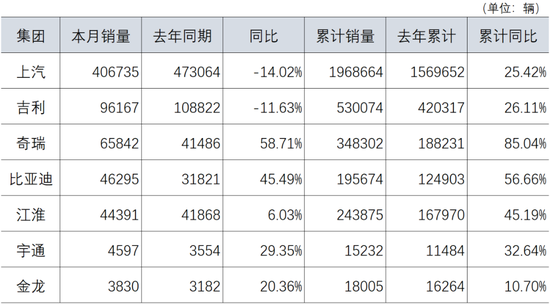 （单位：辆）
集团 本月销量 去年同期 同比 累计销量 去年累计 累计同比
上汽 406735 473064 -14.02% 1968664 1569652 25.42%
吉利 96167 108822 -11.63% 530074 420317 26.11%
奇瑞 65842 41486 58.71% 348302 188231 85.04%
比亚迪 46295 31821 45.49% 195674 124903 56.66%
江淮 44391 41868 6.03% 243875 167970 45.19%
宇通 4597 3554 29.35% 15232 11484 32.64%
金龙 3830 3182 20.36% 18005 16264 10.70%